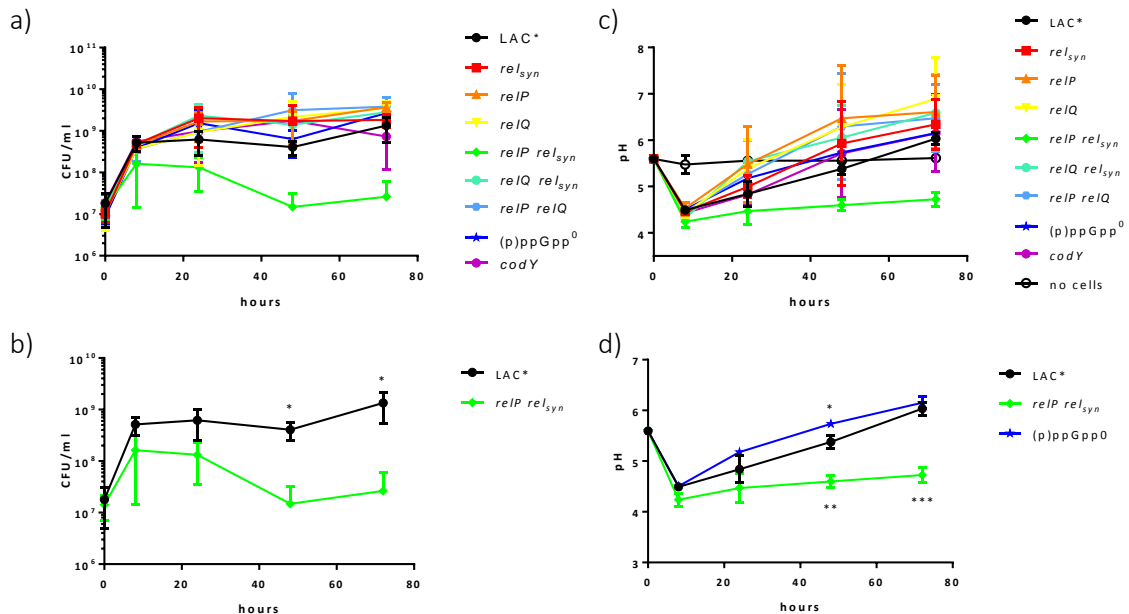 a)
CFU/ml
10^11
10^10
10^9
10^8
10^7
10^6
0 20 40 60 80
hours
LAC*
rel_syn
relP
relQ
relP rel_syn
relQ rel_syn
relP relQ
(p)ppGpp^0
codY
c)
pH
8
7
6
5
4
0 20 40 60 80
hours
LAC*
rel_syn
relP
relQ
relP rel_syn
relQ rel_syn
relP relQ
(p)ppGpp^0
codY
no cells
b)
CFU/ml
10^10
10^9
10^8
10^7
10^6
* *
0 20 40 60 80
hours
LAC*
relP rel_syn
d)
pH
7
6
5
4
3
*
** ***
0 20 40 60 80
hours
LAC*
relP rel_syn
(p)ppGpp0